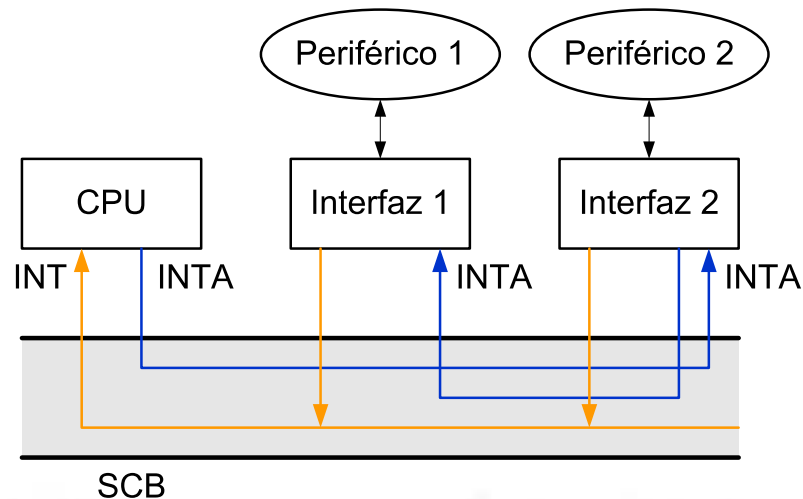 Periférico 1
Periférico 2
CPU
Interfaz 1
Interfaz 2
INT
INTA
INTA
INTA
SCB